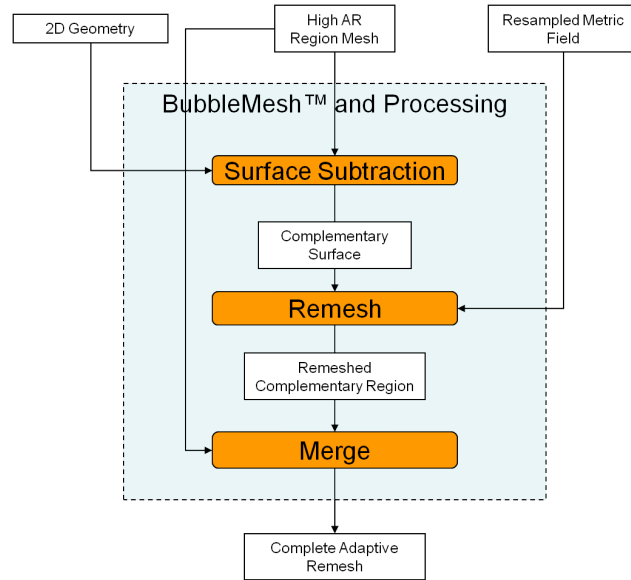 2D Geometry
High AR
Region Mesh
Resampled Metric
Field
BubbleMesh™ and Processing
Surface Subtraction
Complementary
Surface
Remesh
Remeshed
Complementary Region
Merge
Complete Adaptive
Remesh